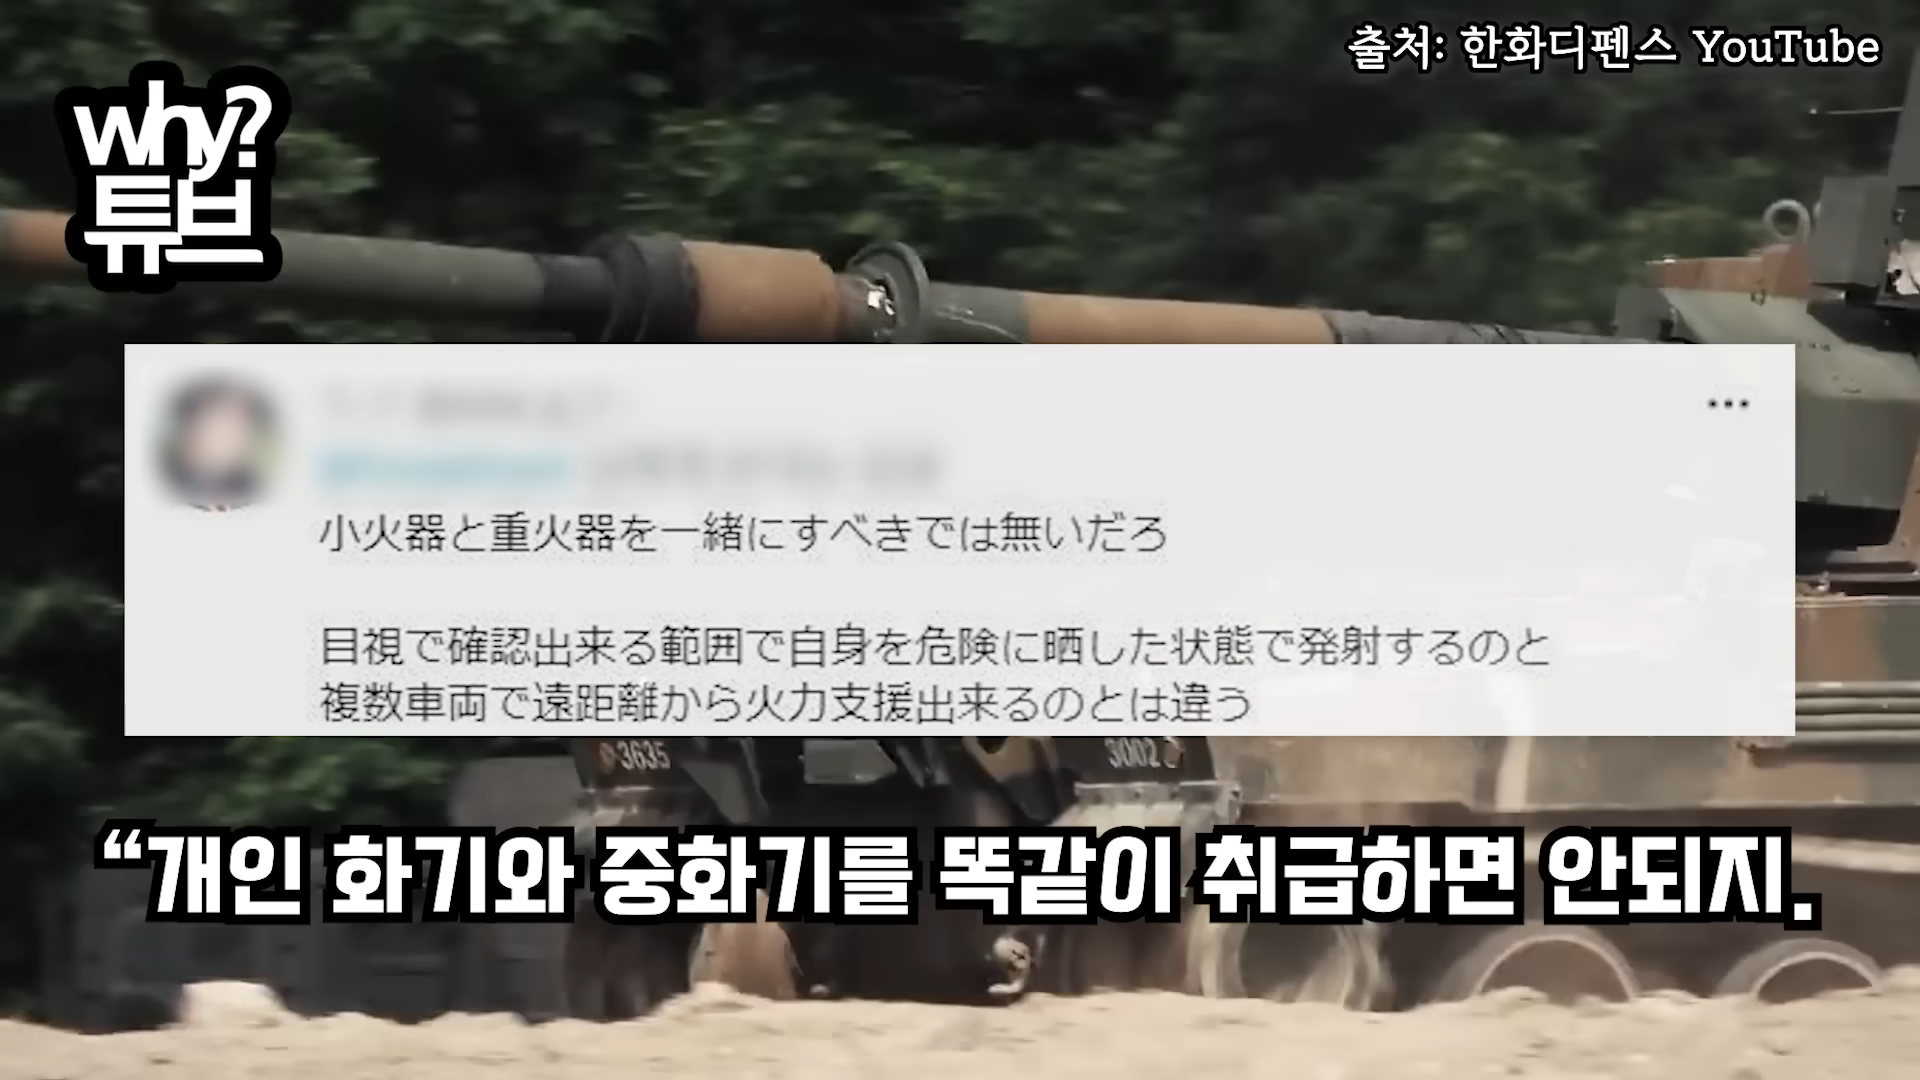 출처: 한화디펜스 YouTube
why?
튜브
小火器と重火器を一緒にすべきでは無いだろ
目視で確認出来る範囲で自身を危険に晒した状態で発射するのと
複数車両で遠距離から火力支援出来るのとは違う
3635
3002
“개인 화기와 중화기를 똑같이 취급하면 안되지.